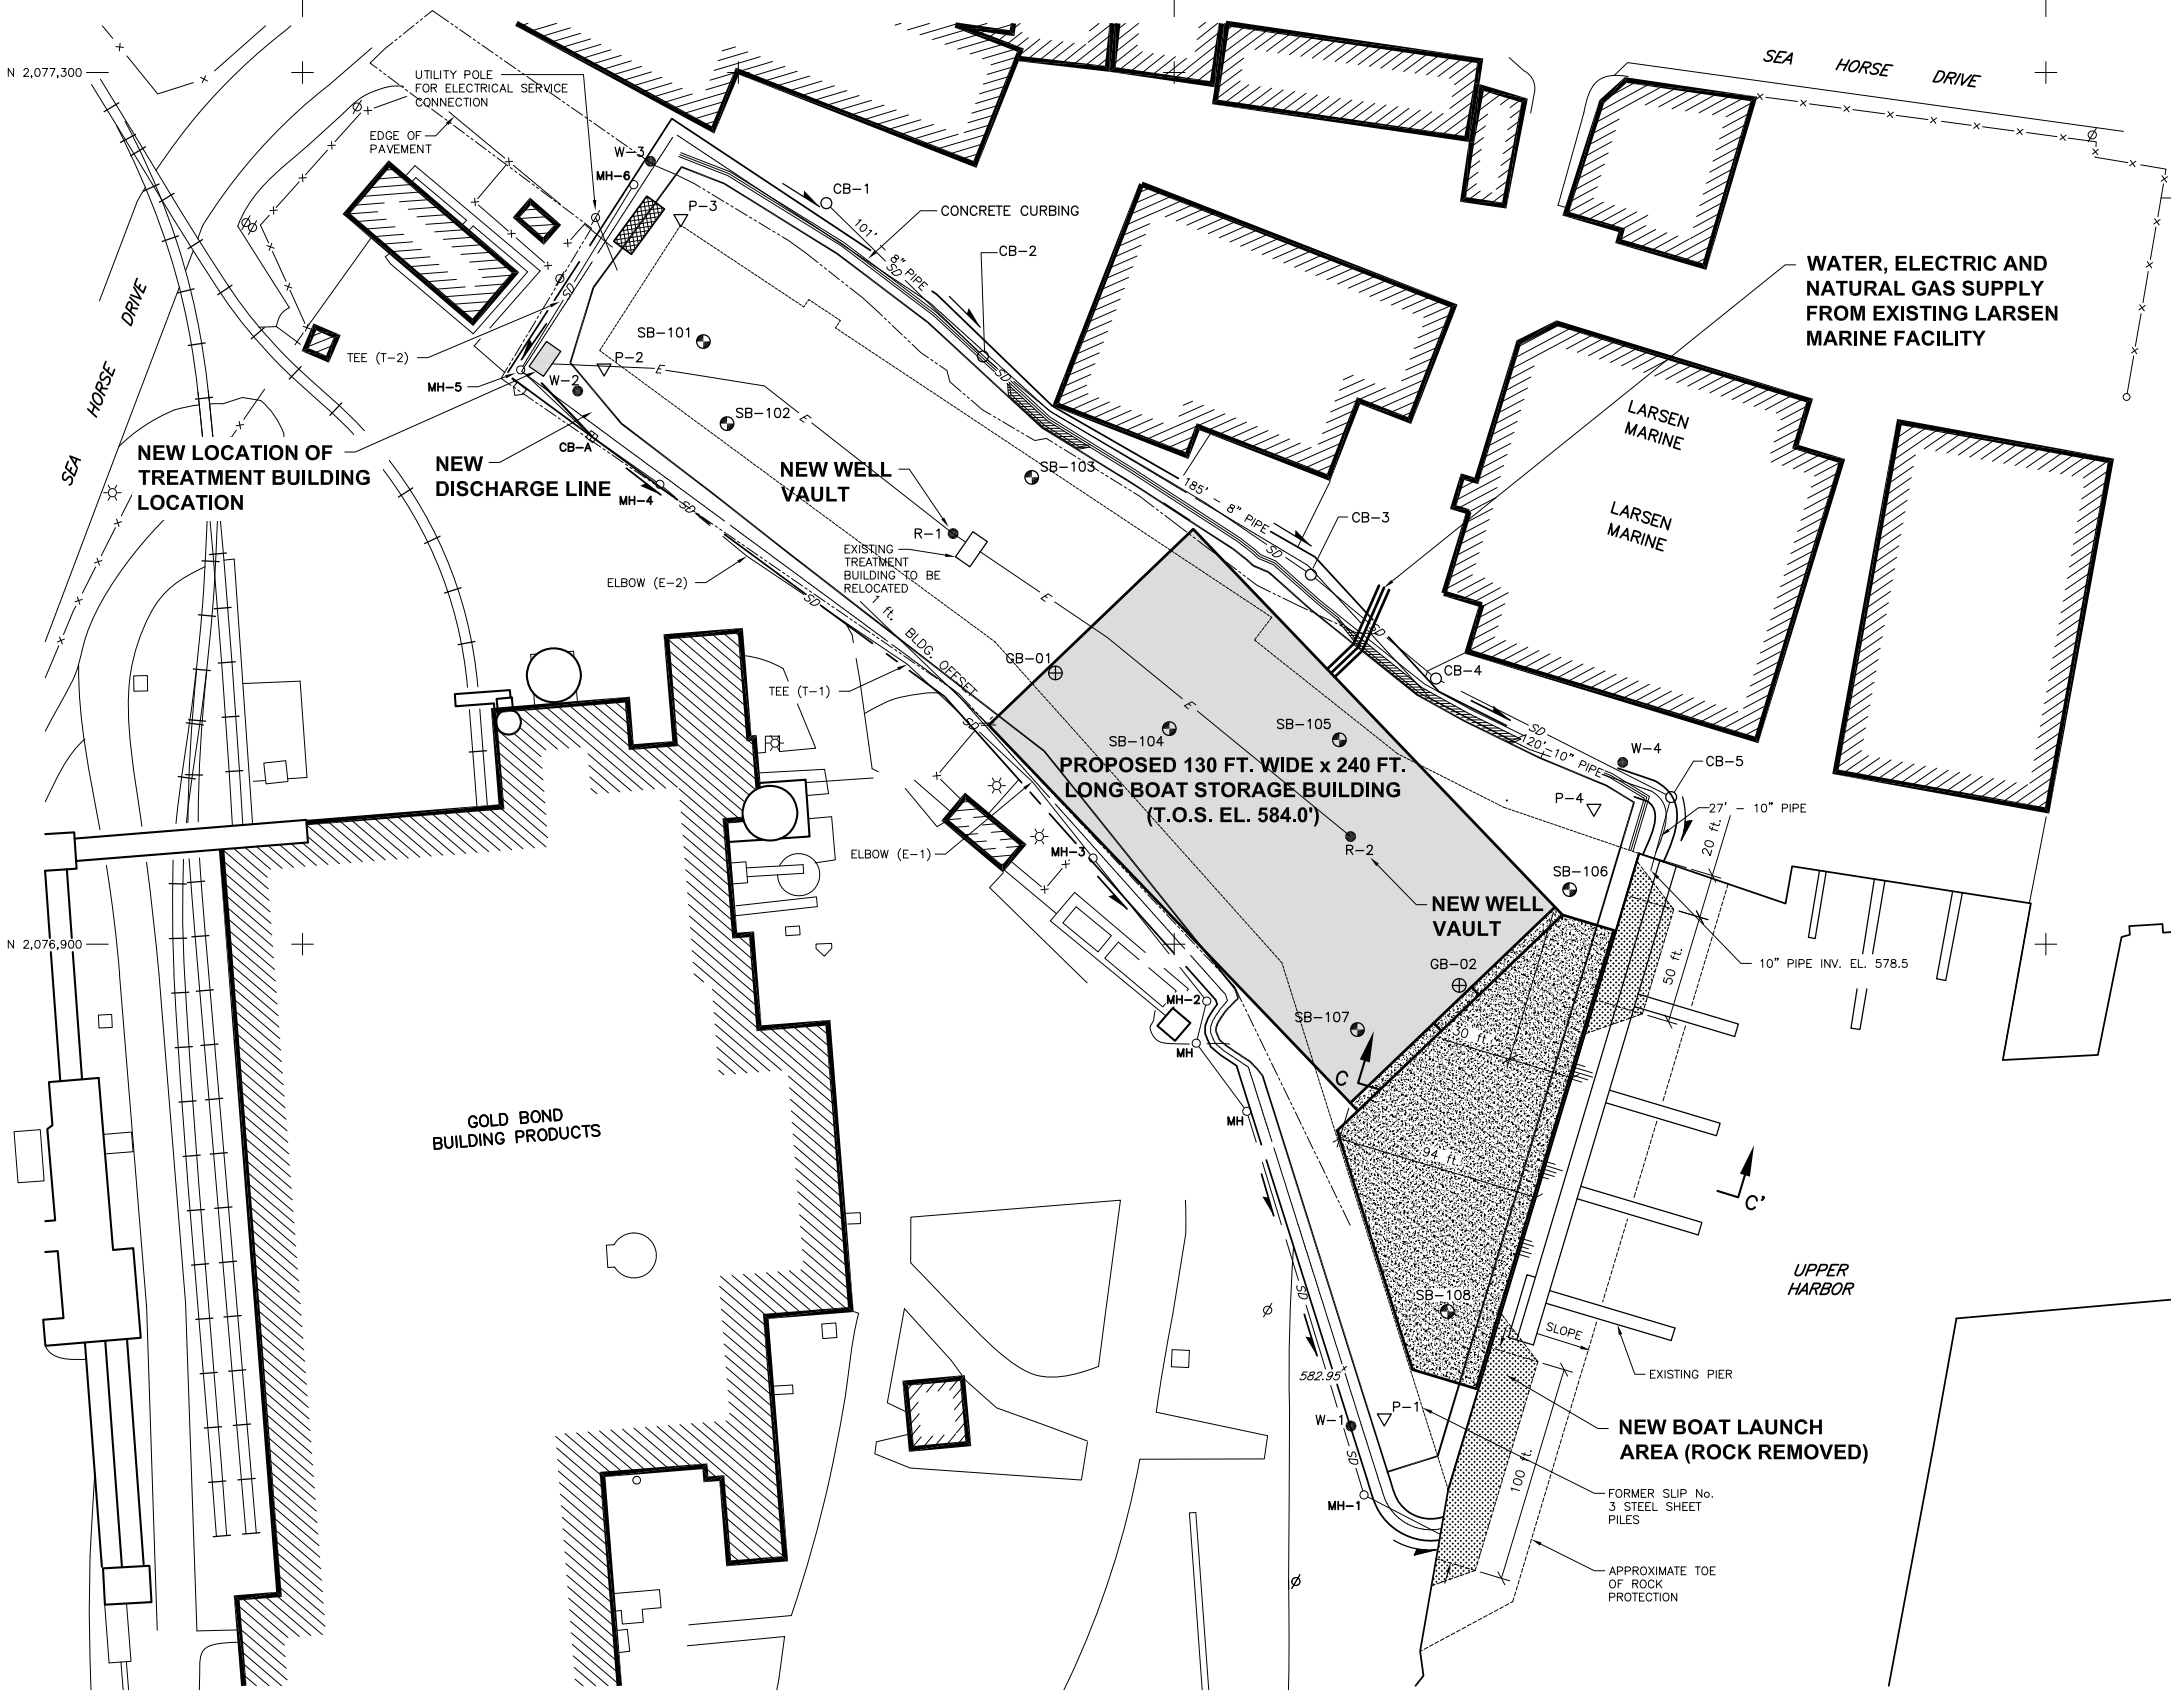 SEA HORSE DRIVE
N 2,077,300
UTILITY POLE
FOR ELECTRICAL SERVICE
CONNECTION
EDGE OF
PAVEMENT
W-3
MH-6
P-3
CB-1
CONCRETE CURBING
101' - 8" PIPE
SD
CB-2
WATER, ELECTRIC AND
NATURAL GAS SUPPLY
FROM EXISTING LARSEN
MARINE FACILITY
SEA HORSE DRIVE
SD
SB-101
TEE (T-2)
P-2
E
MH-5
W-2
SD
SB-102
E
LARSEN
MARINE
CB-A
NEW LOCATION OF
TREATMENT BUILDING
LOCATION
NEW
DISCHARGE LINE
MH-4
SD
NEW WELL
VAULT
SB-103
185' - 8" PIPE
SD
CB-3
LARSEN
MARINE
R-1
EXISTING
TREATMENT
BUILDING TO BE
RELOCATED
ELBOW (E-2)
SD
1 ft. BLDG. OFFSET
E
SD
GB-01
CB-4
TEE (T-1)
SD
E
SB-104
SB-105
SD
120'-10" PIPE
W-4
CB-5
PROPOSED 130 FT. WIDE x 240 FT.
LONG BOAT STORAGE BUILDING
(T.O.S. EL. 584.0')
P-4
27' - 10" PIPE
20 ft.
ELBOW (E-1)
MH-3
R-2
SB-106
NEW WELL
VAULT
N 2,076,900
GB-02
10" PIPE INV. EL. 578.5
50 ft.
MH-2
SB-107
30 ft.
MH
C
GOLD BOND
BUILDING PRODUCTS
MH
94 ft.
C'
SD
UPPER
HARBOR
SB-108
SLOPE
582.95
EXISTING PIER
W-1
P-1
NEW BOAT LAUNCH
AREA (ROCK REMOVED)
SD
100 ft.
MH-1
FORMER SLIP No.
3 STEEL SHEET
PILES
APPROXIMATE TOE
OF ROCK
PROTECTION